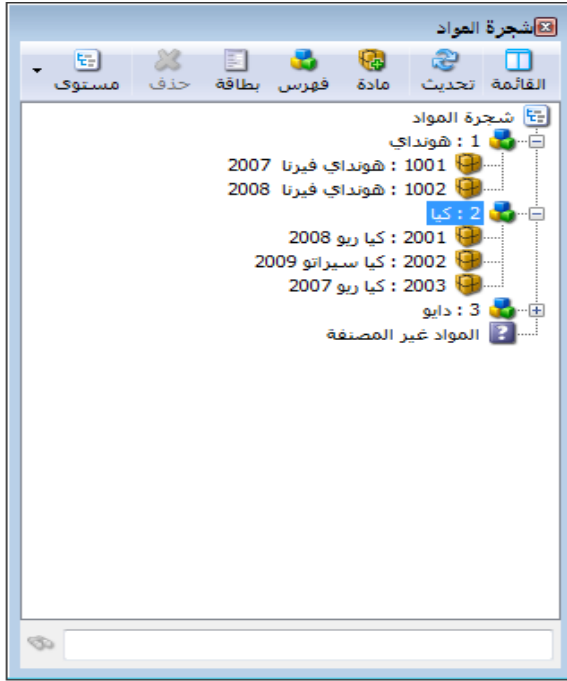 شجرة المواد
القائمة تحديث مادة فهرس بطاقة حذف مستوى
شجرة المواد
1 : هونداي
1001 : هونداي فيرنا 2007
1002 : هونداي فيرنا 2008
2 : كيا
2001 : كيا ريو 2008
2002 : كيا سيراتو 2009
2003 : كيا ريو 2007
3 : دايو
المواد غير المصنفة